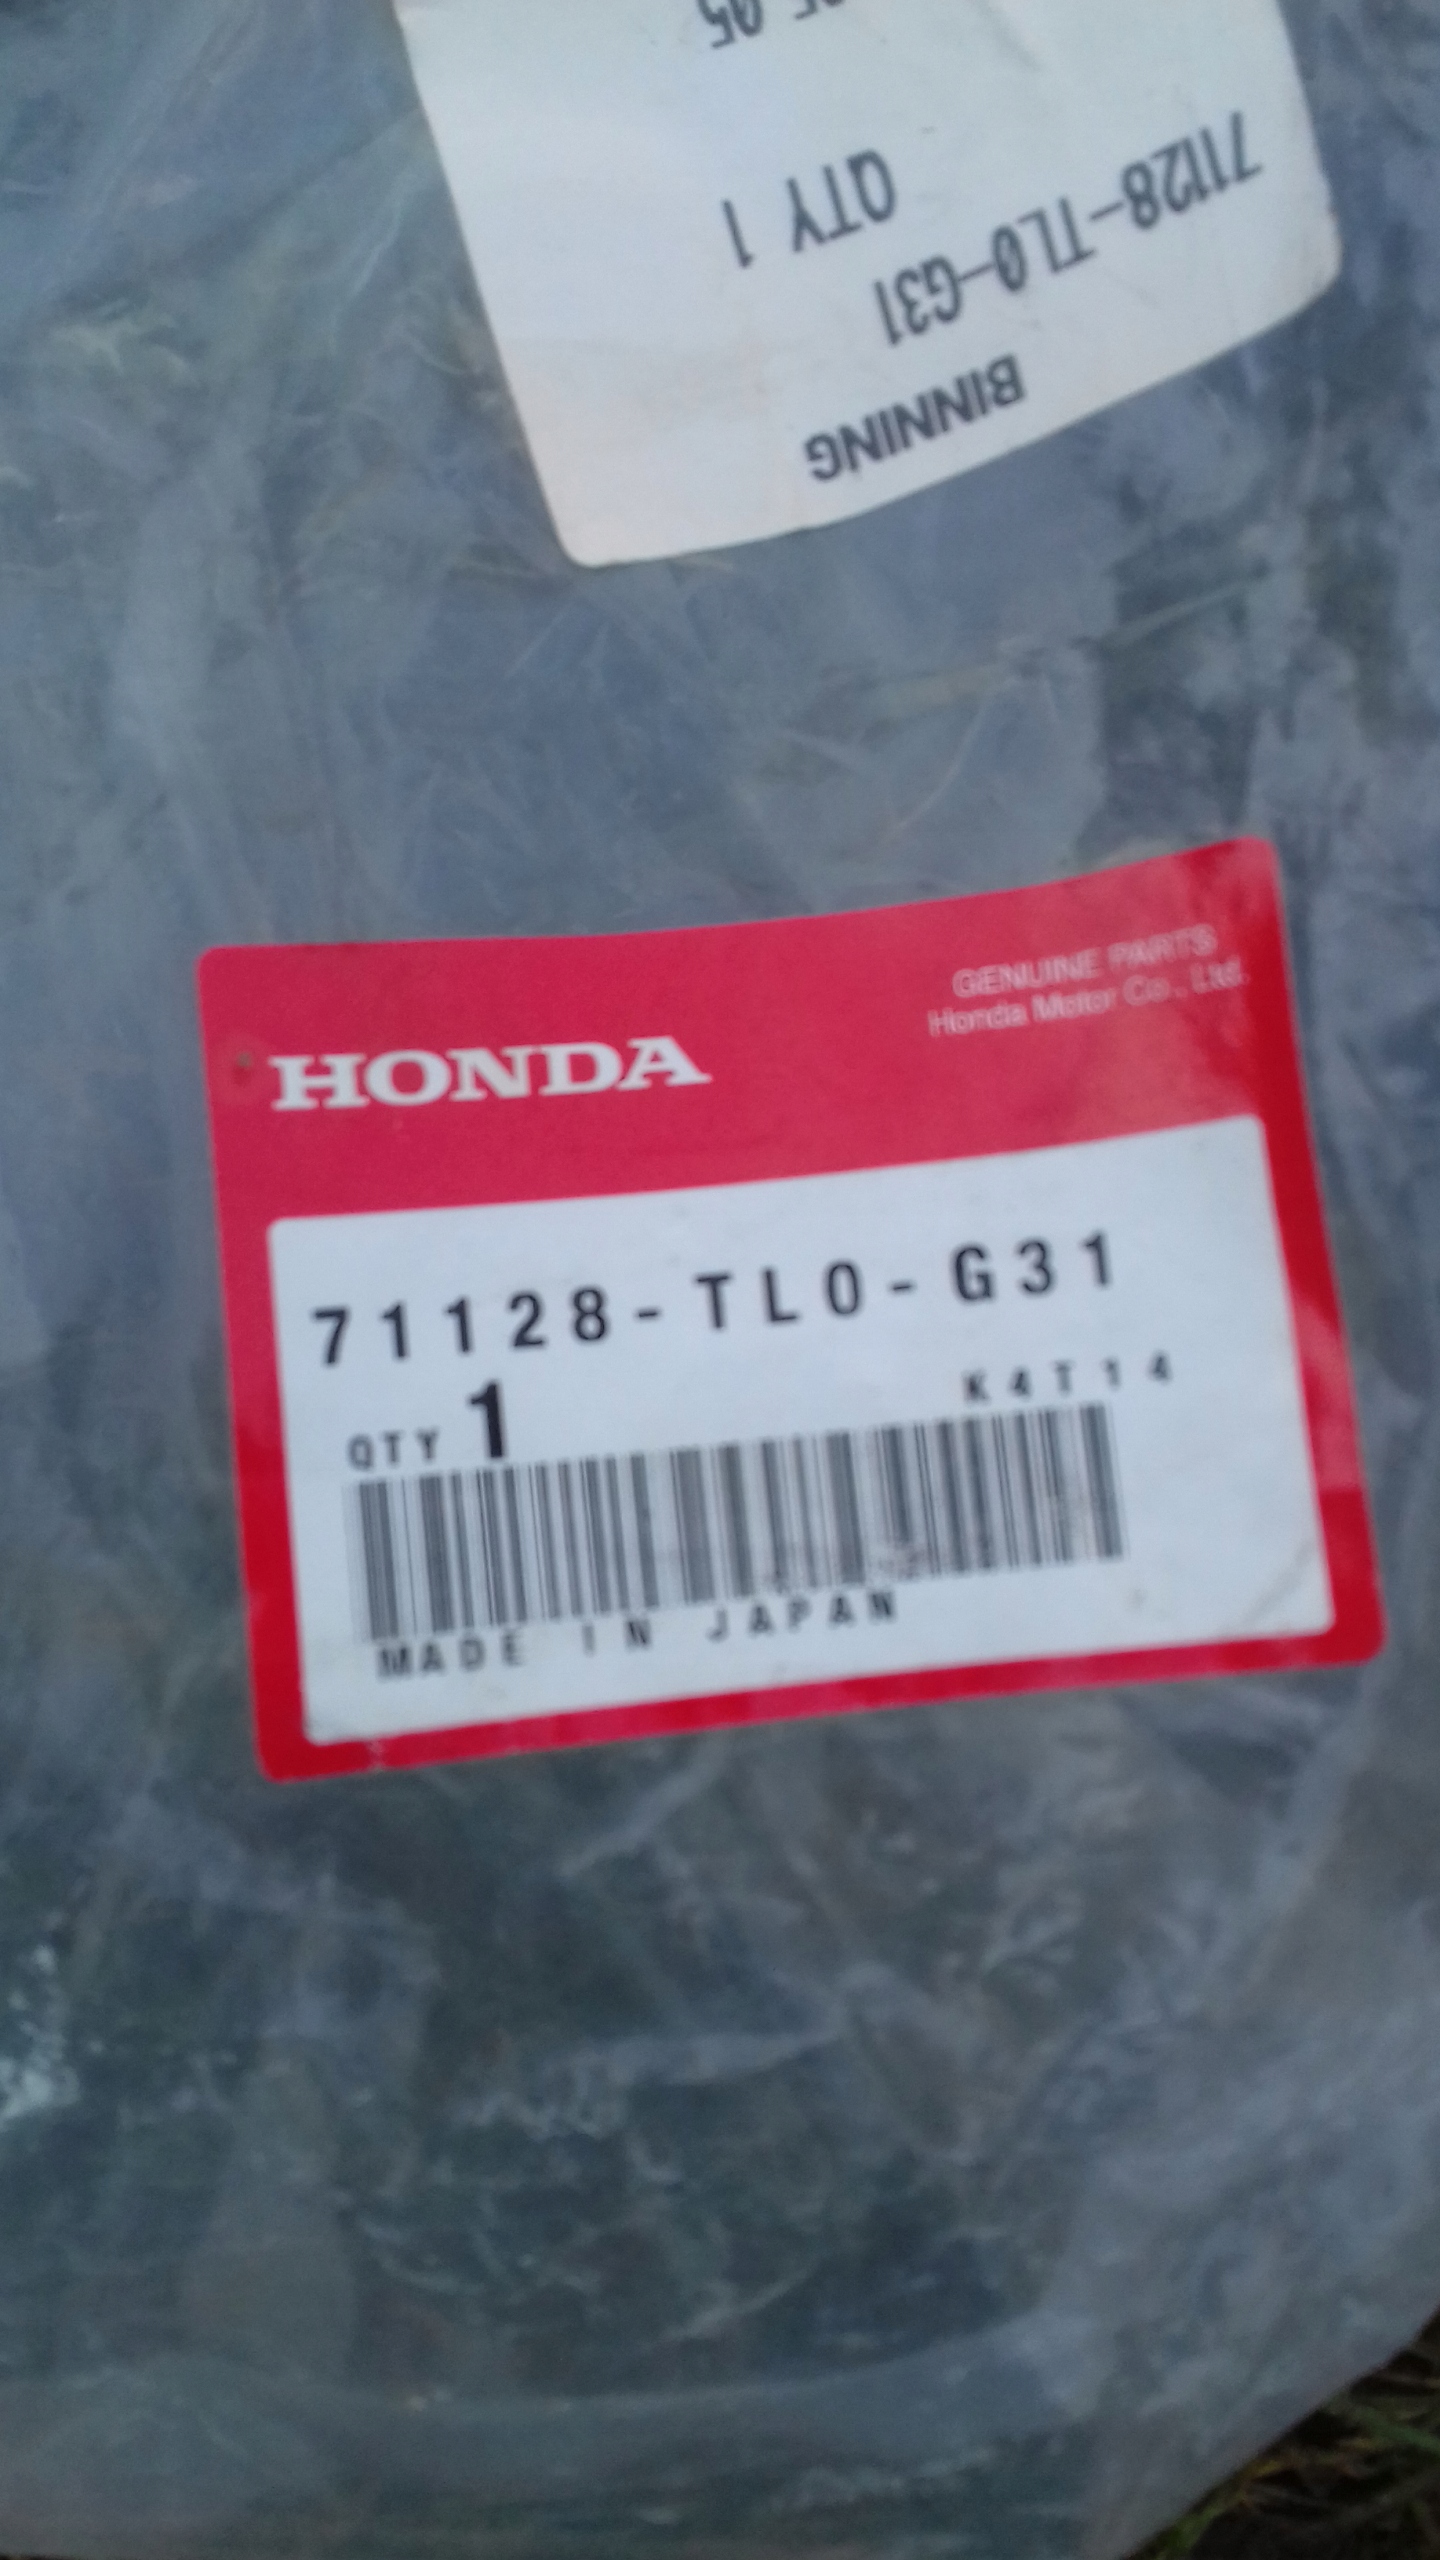 BINNING
71128-TL0-G31
QTY 1
HONDA
GENUINE PARTS
Honda Motor Co., Ltd.
71128-TL0-G31
QTY 1
K4T14
MADE IN JAPAN